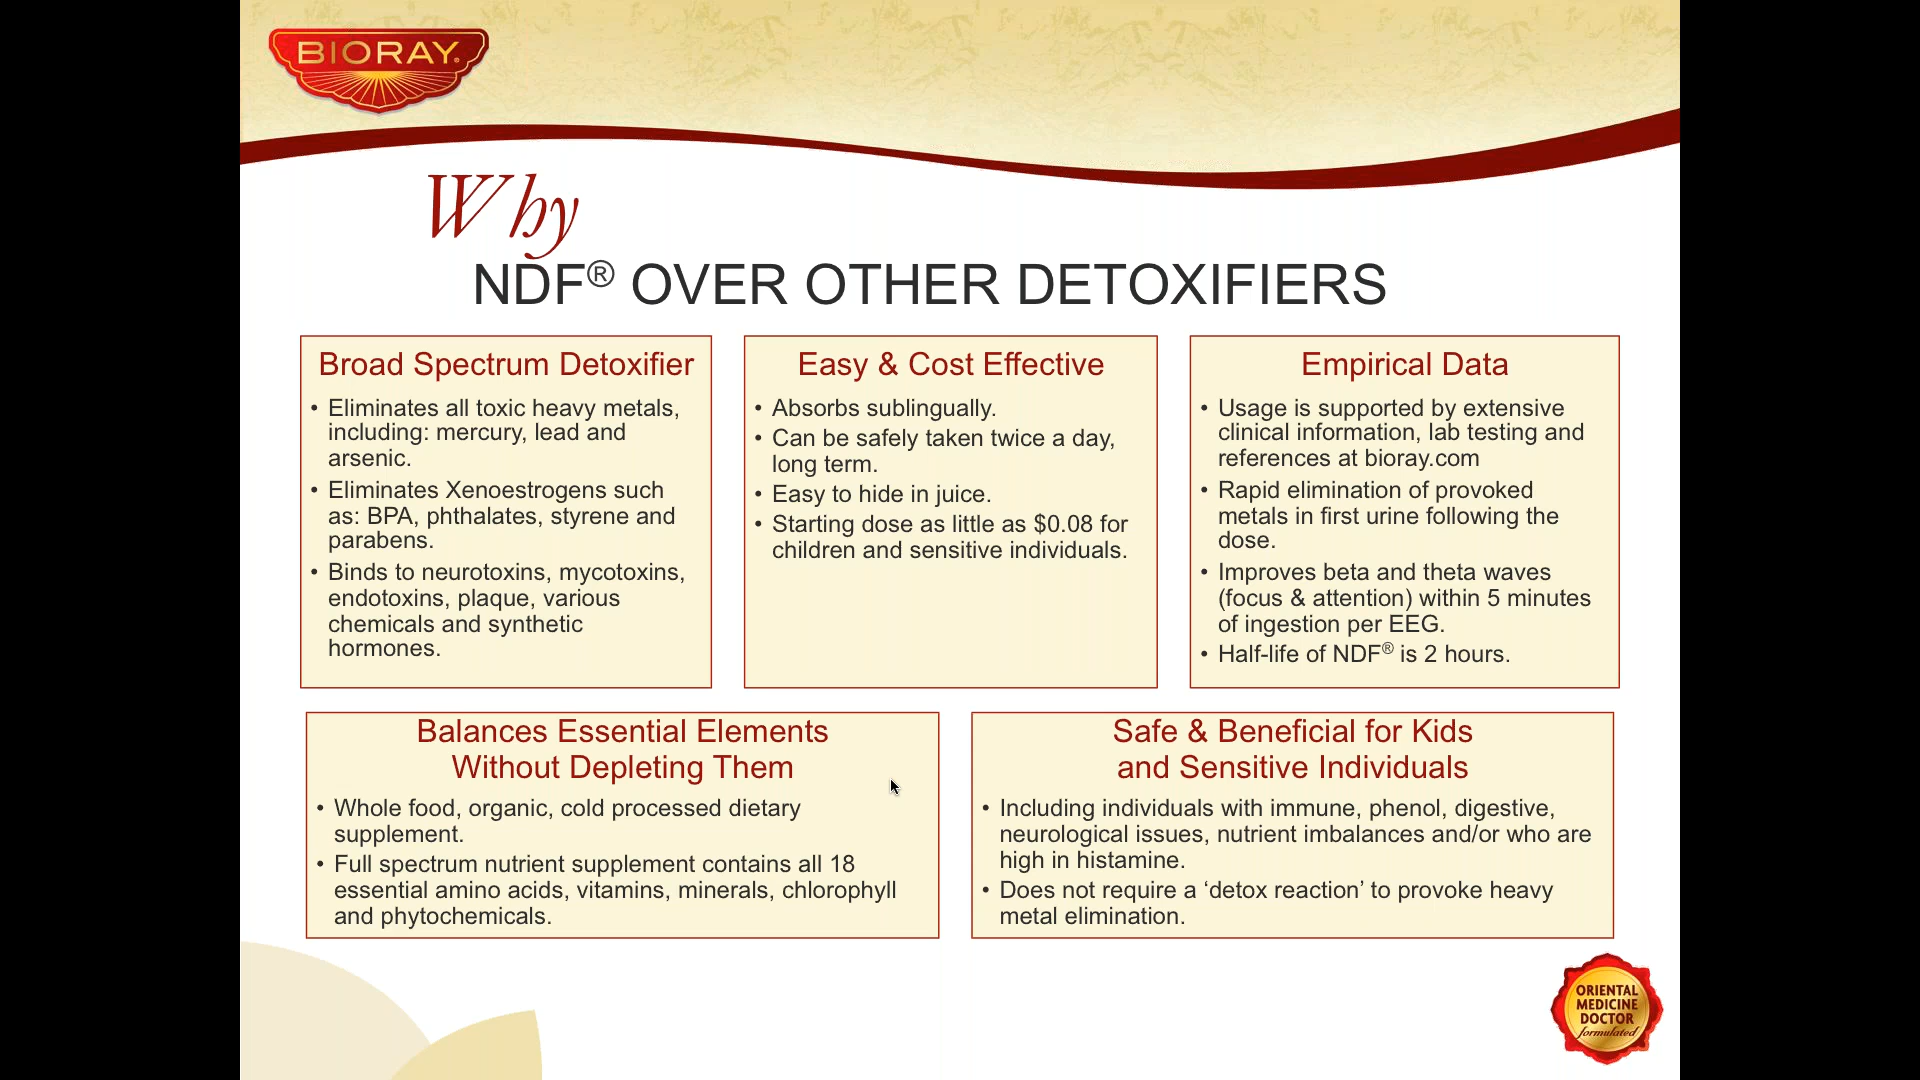 BIORAY®
Why
NDF® OVER OTHER DETOXIFIERS
Broad Spectrum Detoxifier
• Eliminates all toxic heavy metals,
including: mercury, lead and
arsenic.
• Eliminates Xenoestrogens such
as: BPA, phthalates, styrene and
parabens.
• Binds to neurotoxins, mycotoxins,
endotoxins, plaque, various
chemicals and synthetic
hormones.
Easy & Cost Effective
• Absorbs sublingually.
• Can be safely taken twice a day,
long term.
• Easy to hide in juice.
• Starting dose as little as $0.08 for
children and sensitive individuals.
Empirical Data
• Usage is supported by extensive
clinical information, lab testing and
references at bioray.com
• Rapid elimination of provoked
metals in first urine following the
dose.
• Improves beta and theta waves
(focus & attention) within 5 minutes
of ingestion per EEG.
• Half-life of NDF® is 2 hours.
Balances Essential Elements
Without Depleting Them
• Whole food, organic, cold processed dietary
supplement.
• Full spectrum nutrient supplement contains all 18
essential amino acids, vitamins, minerals, chlorophyll
and phytochemicals.
Safe & Beneficial for Kids
and Sensitive Individuals
• Including individuals with immune, phenol, digestive,
neurological issues, nutrient imbalances and/or who are
high in histamine.
• Does not require a ‘detox reaction’ to provoke heavy
metal elimination.
ORIENTAL
MEDICINE
DOCTOR
formulated